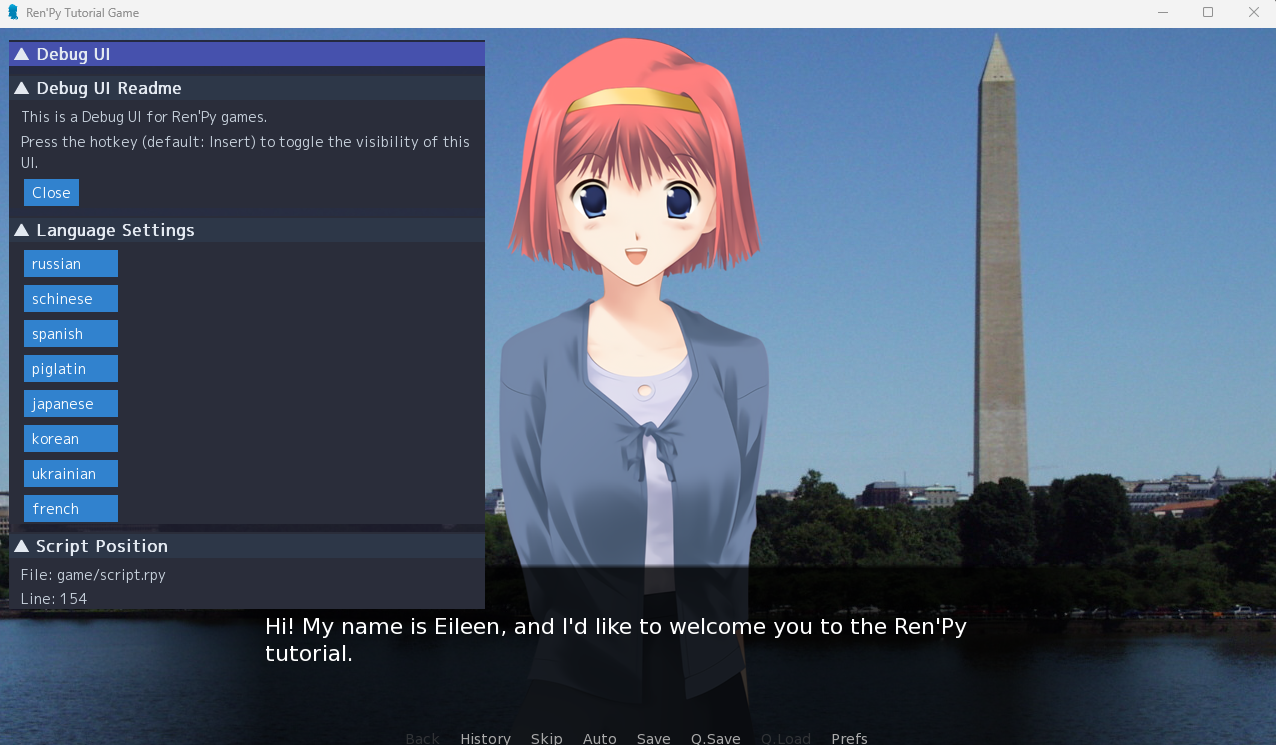 Ren'Py Tutorial Game
Debug UI
Debug UI Readme
This is a Debug UI for Ren'Py games.
Press the hotkey (default: Insert) to toggle the visibility of this
UI.
Close
Language Settings
russian
schinese
spanish
piglatin
japanese
korean
ukrainian
french
Script Position
File: game/script.rpy
Line: 154
Hi! My name is Eileen, and I'd like to welcome you to the Ren'Py
tutorial.
Back History Skip Auto Save Q.Save Q.Load Prefs